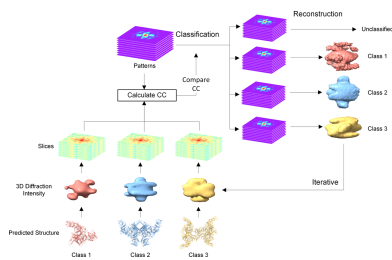 Classification
Reconstruction
Patterns
Unclassified
Compare
CC
Class 1
Calculate CC
Class 2
Slices
Class 3
3D Diffraction
Intensity
Iterative
Predicted Structure
Class 1
Class 2
Class 3